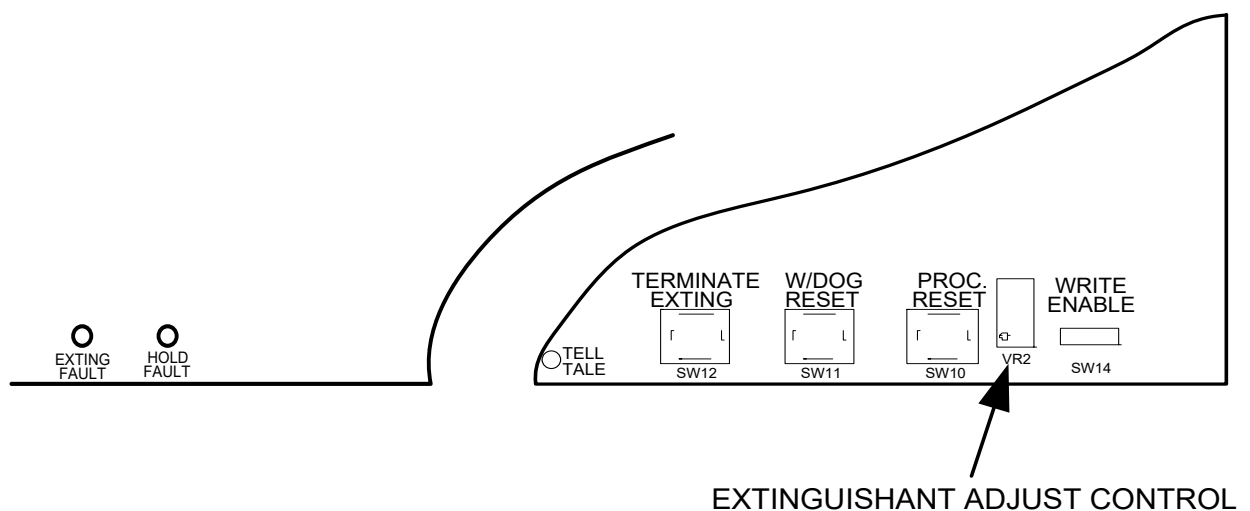 TERMINATE
EXTING
W/DOG
RESET
PROC.
RESET
WRITE
ENABLE
EXTING
FAULT
HOLD
FAULT
TELL
TALE
SW12
SW11
SW10
VR2
SW14
EXTINGUISHANT ADJUST CONTROL